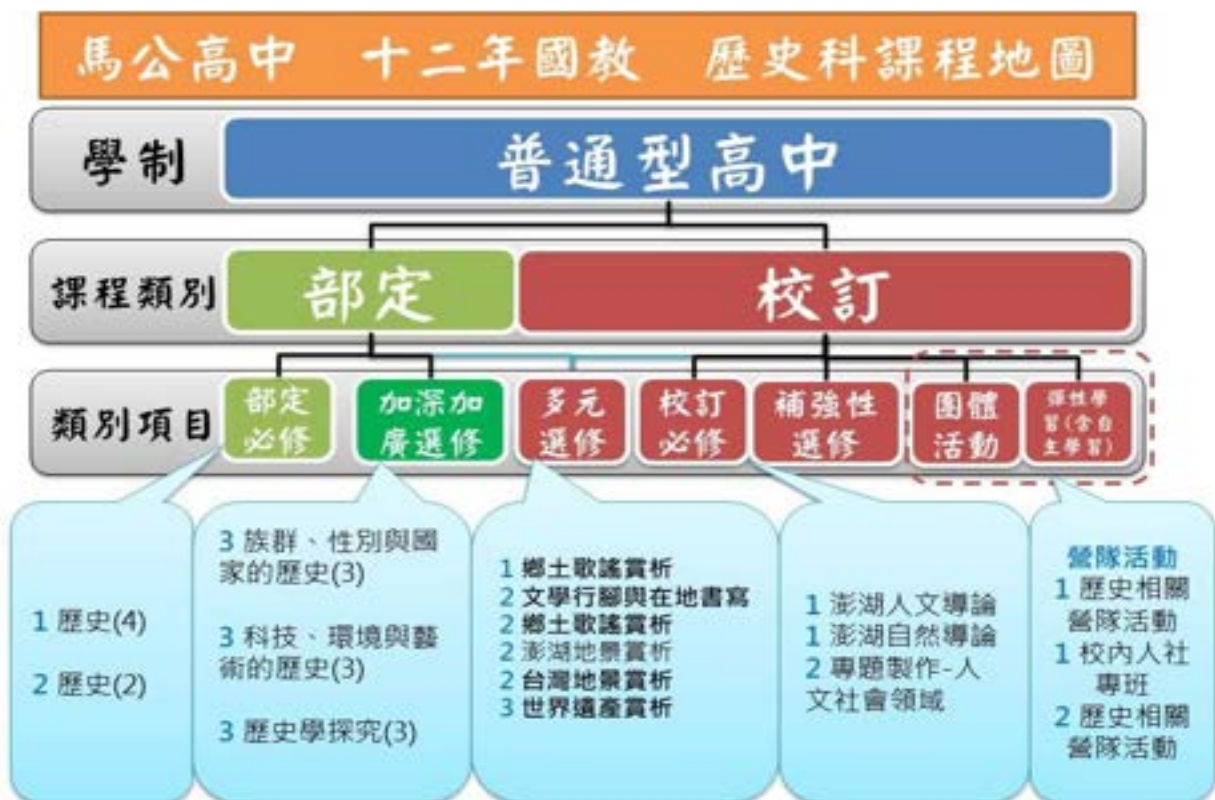 馬公高中 十二年國教 歷史科課程地圖
學制
普通型高中
課程類別
部定
校訂
類別項目
部定
必修
加深加
廣選修
多元
選修
校訂
必修
補強性
選修
團體
活動
彈性學
習(含自
主學習)
1 歷史(4)
2 歷史(2)
3 族群、性別與國
家的歷史(3)
3 科技、環境與藝
術的歷史(3)
3 歷史學探究(3)
1 鄉土歌謠賞析
2 文學行腳與在地書寫
2 鄉土歌謠賞析
2 澎湖地景賞析
2 台灣地景賞析
3 世界遺產賞析
1 澎湖人文導論
1 澎湖自然導論
2 專題製作-人
文社會領域
營隊活動
1 歷史相關
營隊活動
1 校內人社
專班
2 歷史相關
營隊活動